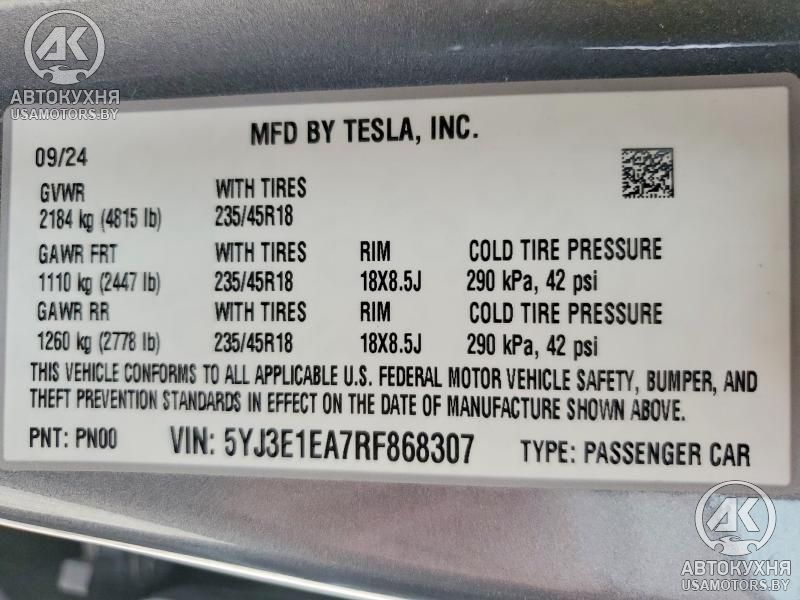 AK
АВТОКУХНЯ
USAMOTORS.BY
MFD BY TESLA, INC.
09/24
GVWR WITH TIRES
2184 kg (4815 lb) 235/45R18
GAWR FRT WITH TIRES RIM COLD TIRE PRESSURE
1110 kg (2447 lb) 235/45R18 18X8.5J 290 kPa, 42 psi
GAWR RR WITH TIRES RIM COLD TIRE PRESSURE
1260 kg (2778 lb) 235/45R18 18X8.5J 290 kPa, 42 psi
THIS VEHICLE CONFORMS TO ALL APPLICABLE U.S. FEDERAL MOTOR VEHICLE SAFETY, BUMPER, AND
THEFT PREVENTION STANDARDS IN EFFECT ON THE DATE OF MANUFACTURE SHOWN ABOVE.
PNT: PN00 VIN: 5YJ3E1EA7RF868307 TYPE: PASSENGER CAR
AK
АВТОКУХНЯ
USAMOTORS.BY